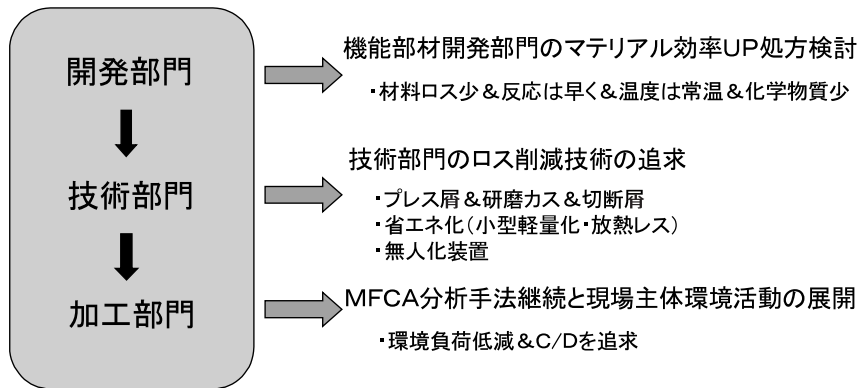 開発部門
機能部材開発部門のマテリアル効率UP処方検討
・材料ロス少&反応は早く&温度は常温&化学物質少
技術部門
技術部門のロス削減技術の追求
・プレス屑&研磨カス&切断屑
・省エネ化(小型軽量化・放熱レス)
・無人化装置
加工部門
MFCA分析手法継続と現場主体環境活動の展開
・環境負荷低減&C/Dを追求